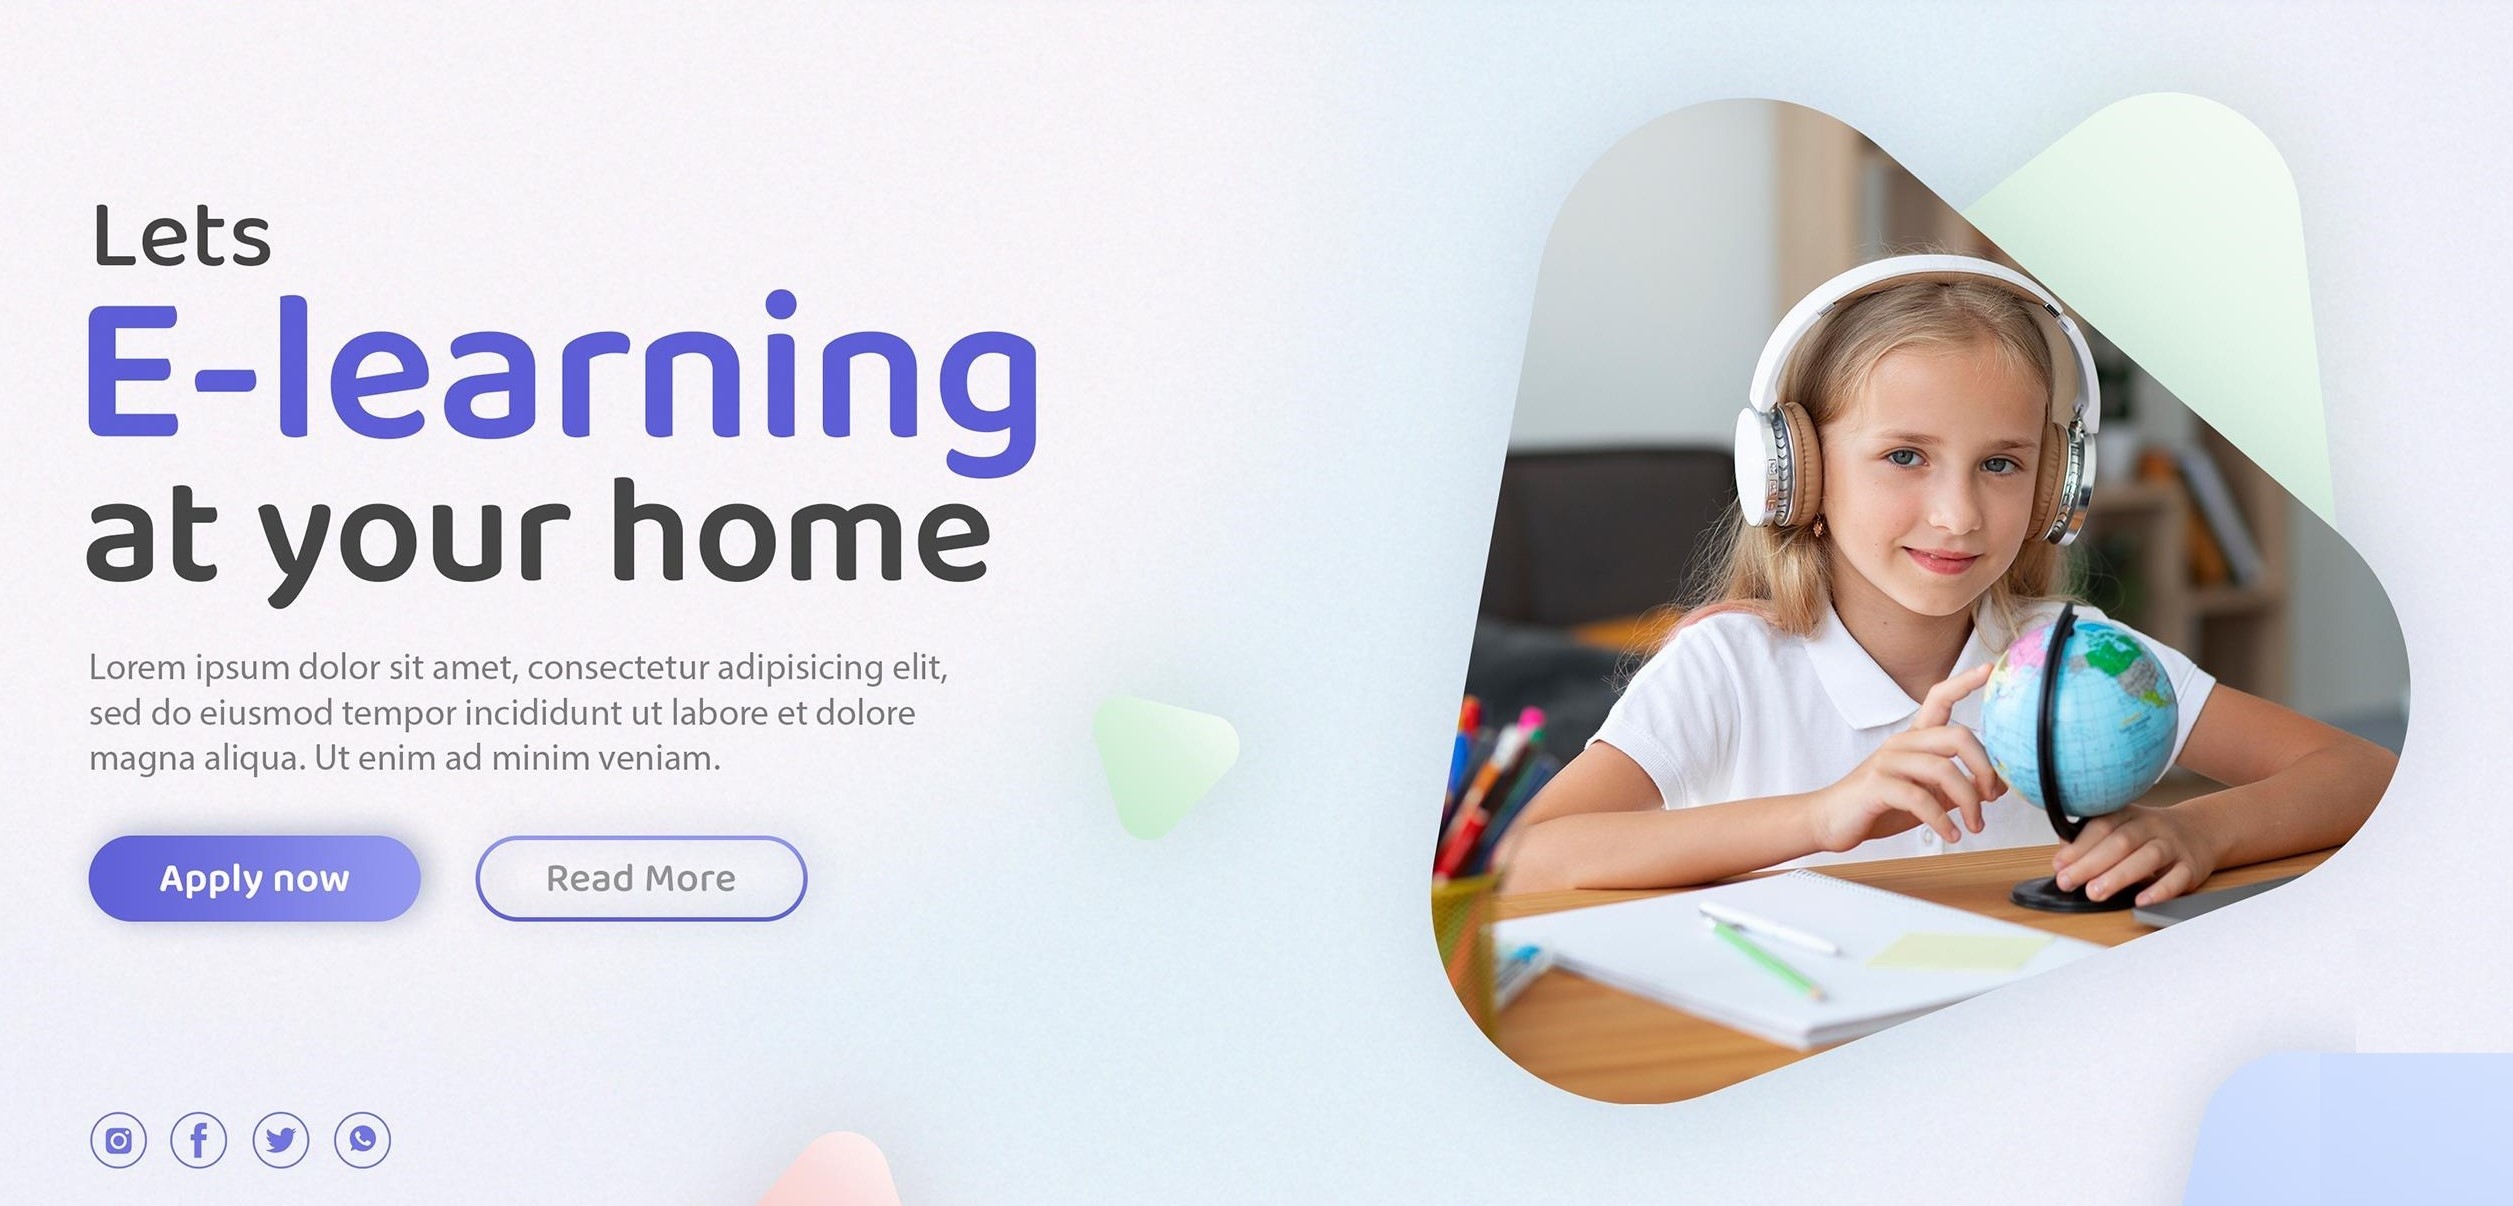 Lets
E-learning
at your home
Lorem ipsum dolor sit amet, consectetur adipisicing elit,
sed do eiusmod tempor incididunt ut labore et dolore
magna aliqua. Ut enim ad minim veniam.
Apply now
Read More